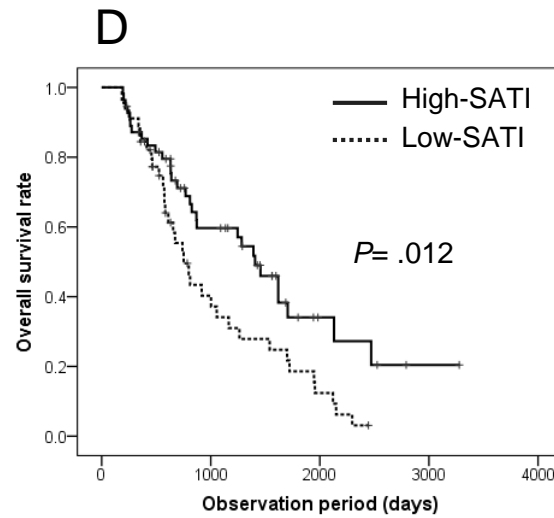 D
High-SATI
Low-SATI
P= .012
Overall survival rate
1.0
0.8
0.6
0.4
0.2
0.0
0 1000 2000 3000 4000
Observation period (days)